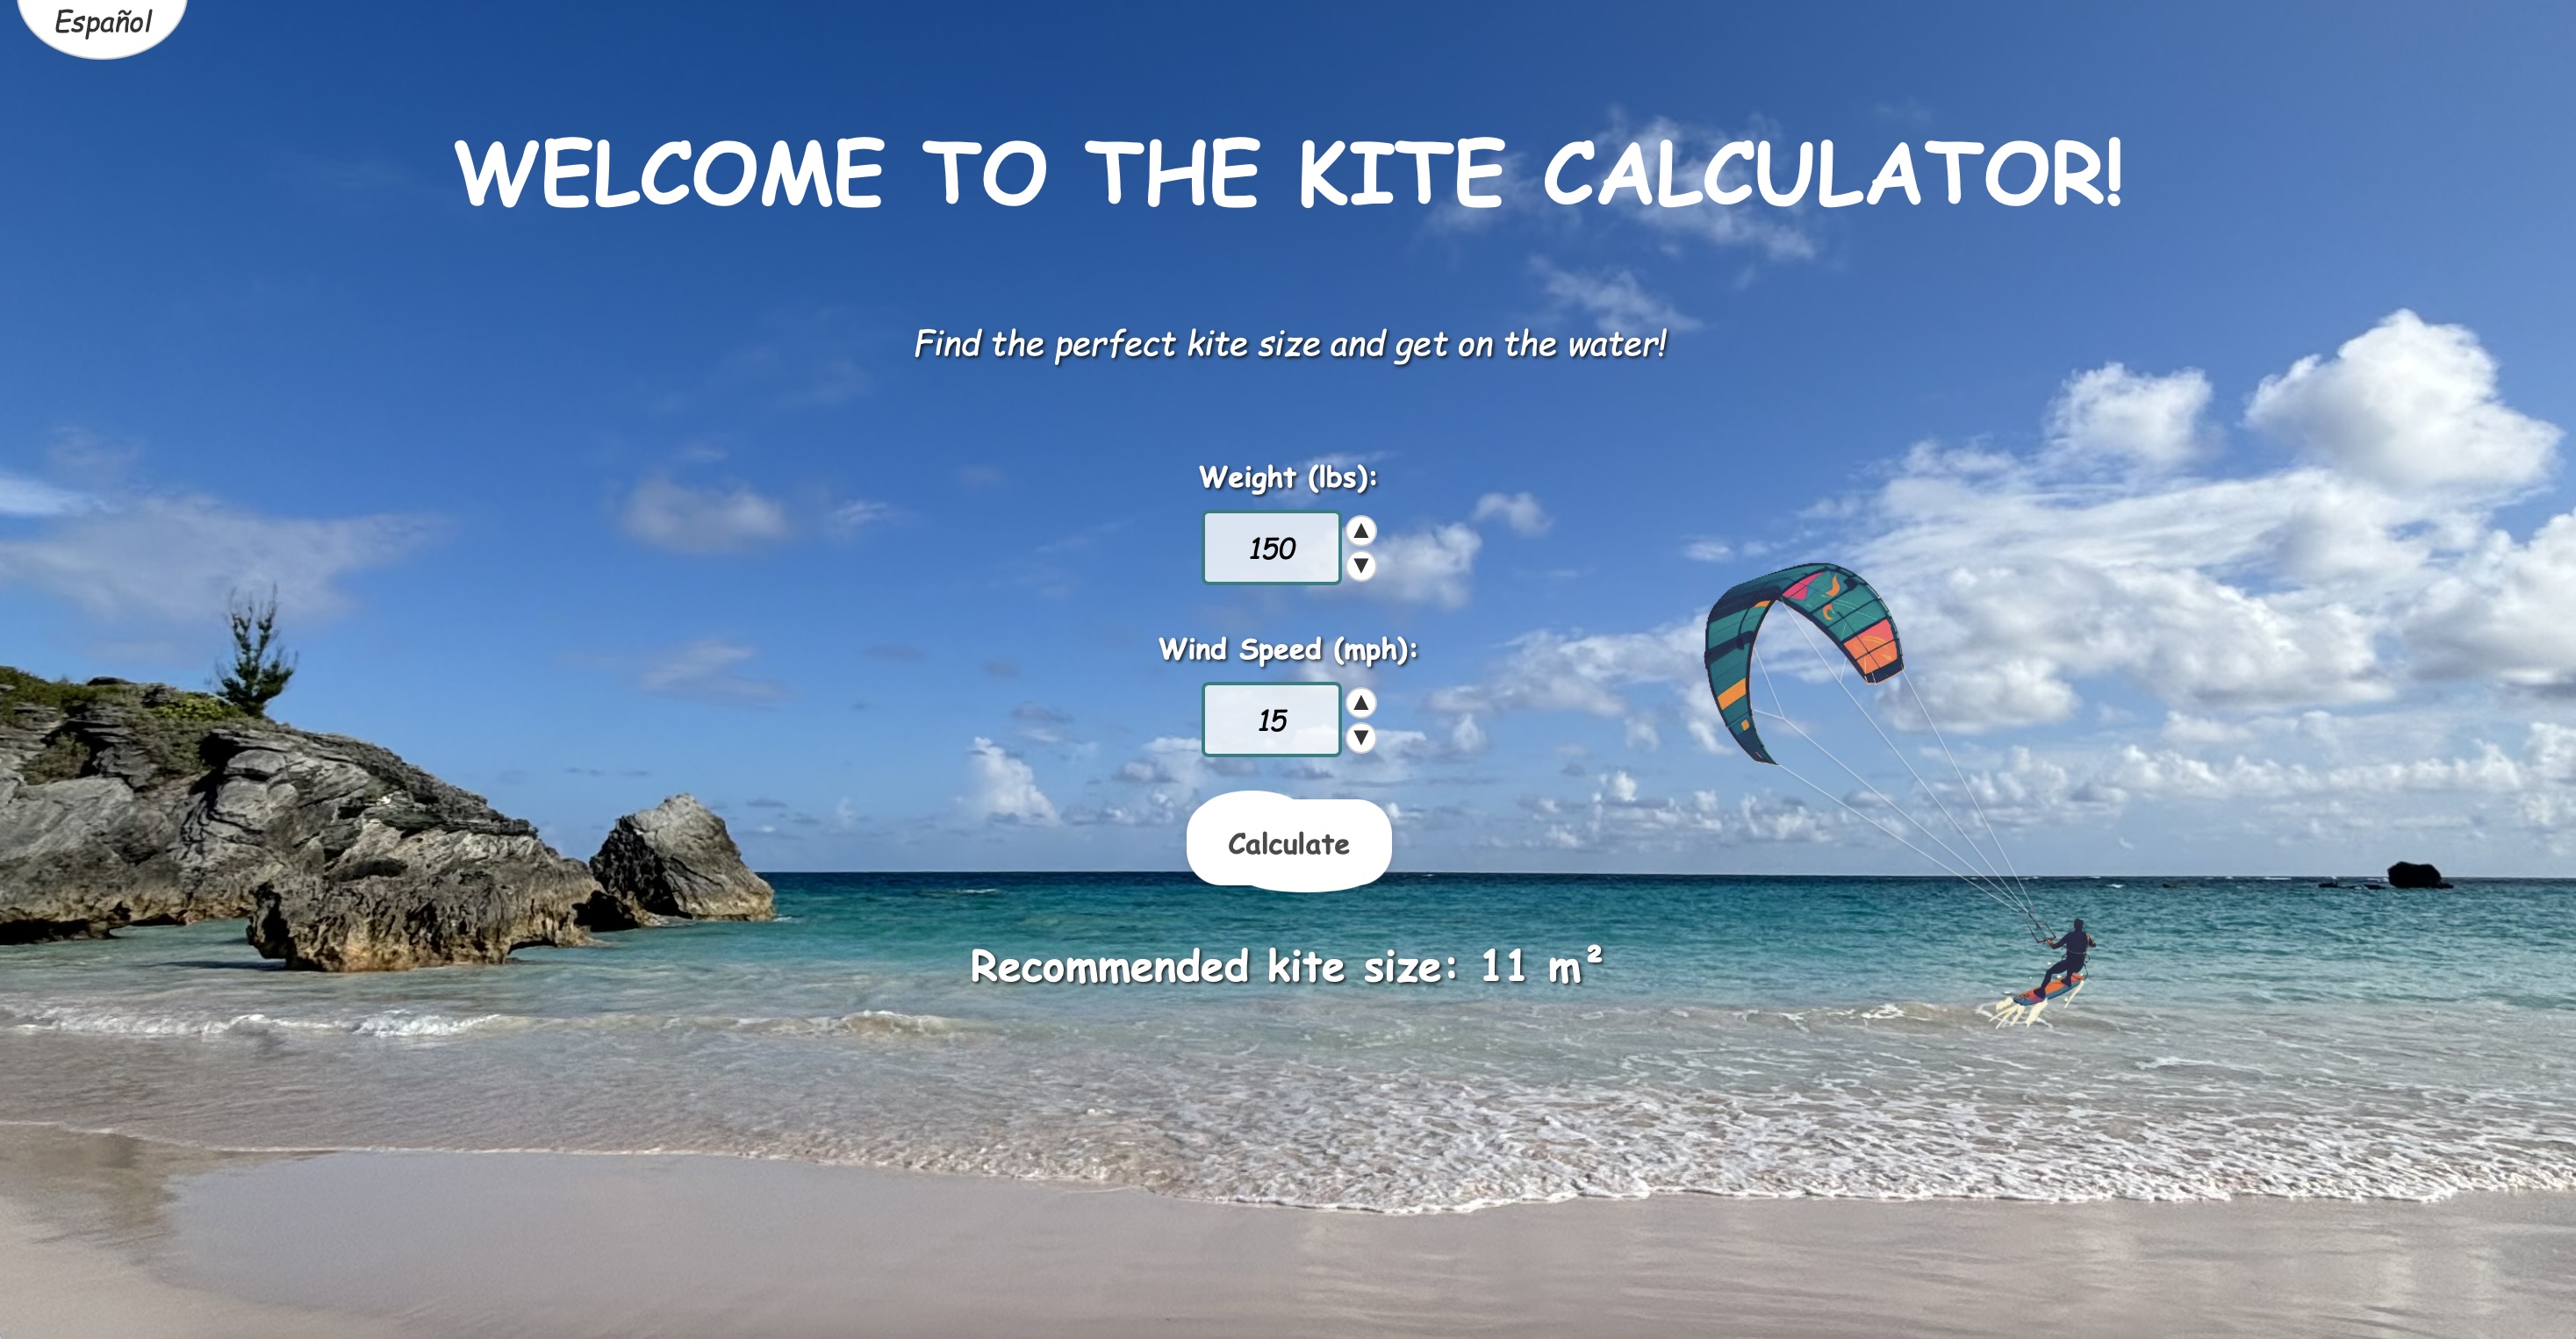 Español
WELCOME TO THE KITE CALCULATOR!
Find the perfect kite size and get on the water!
Weight (lbs):
150
▲
▼
Wind Speed (mph):
15
▲
▼
Calculate
Recommended kite size: 11 m²